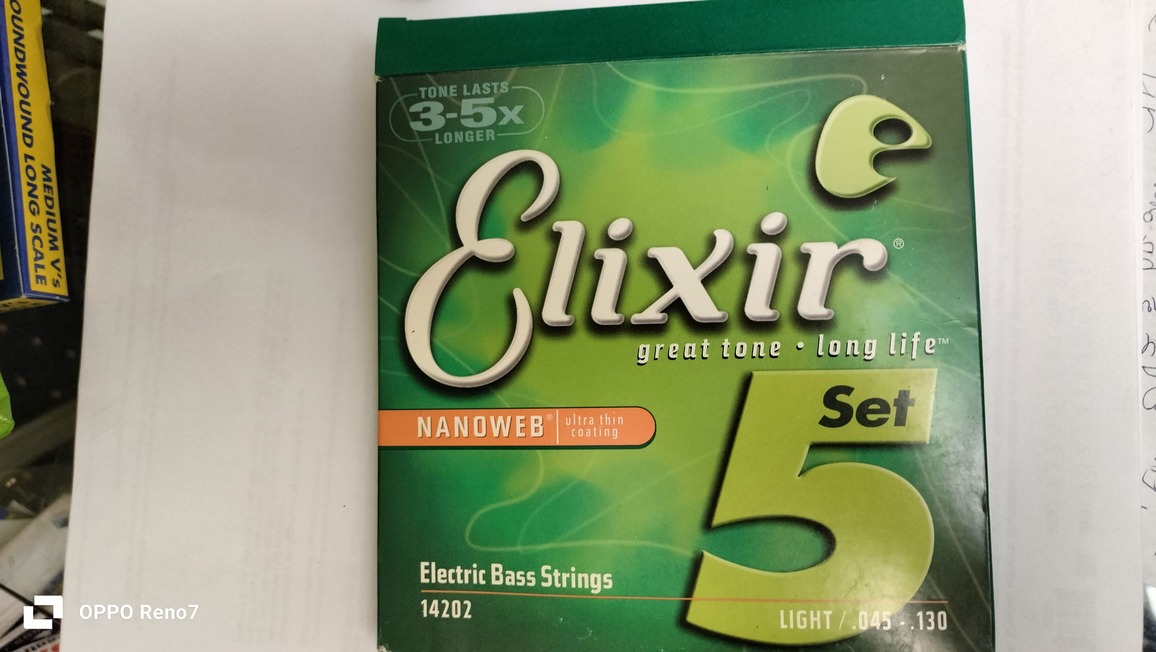 TONE LASTS
3-5x
LONGER
Elixir®
great tone • long life™
Set
5
NANOWEB® ultra thin
coating
Electric Bass Strings
14202
LIGHT / .045 - .130
MEDIUM V's
OUNDWOUND LONG SCALE
OPPO Reno7